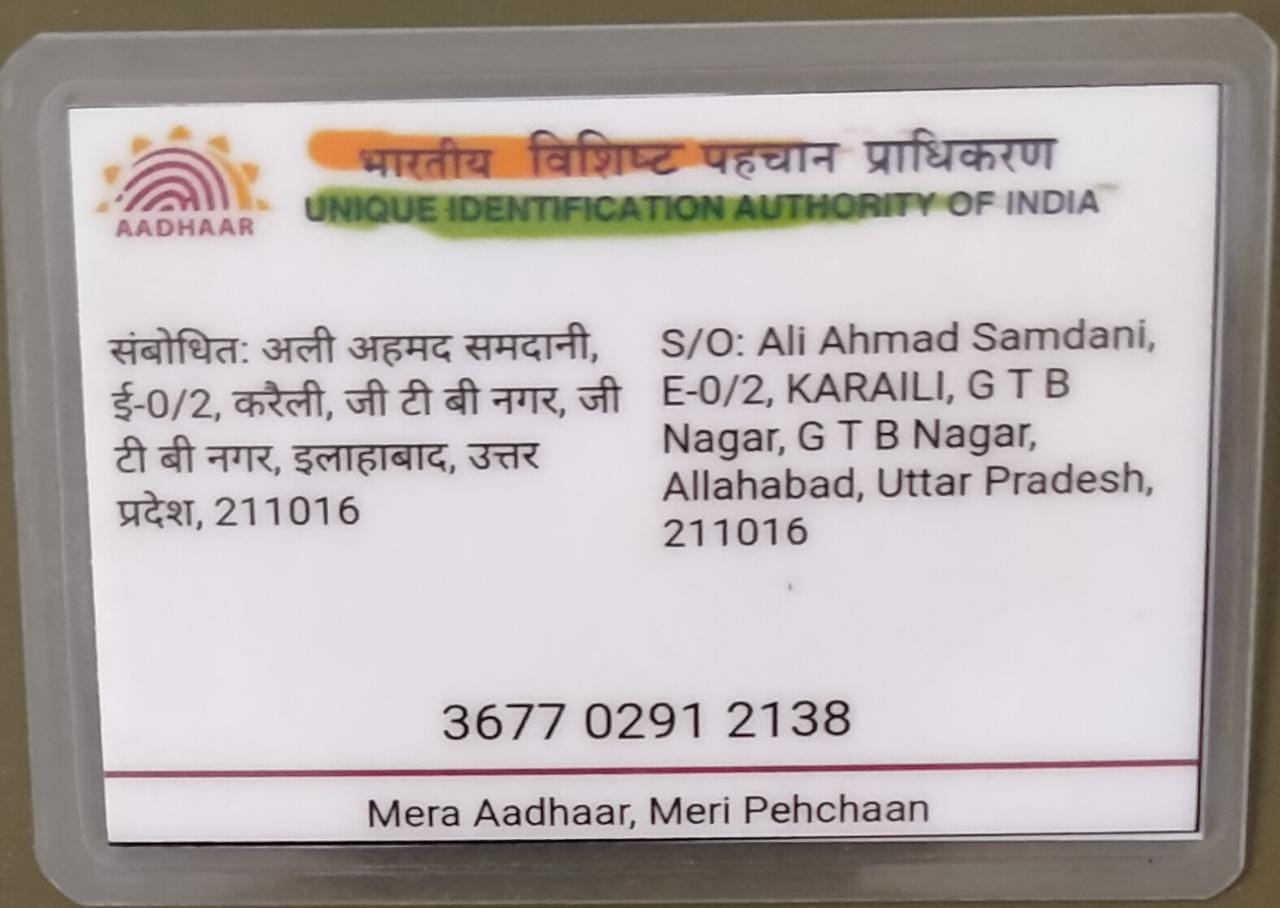 भारतीय विशिष्ट पहचान प्राधिकरण
UNIQUE IDENTIFICATION AUTHORITY OF INDIA
AADHAAR
संबोधित: अली अहमद समदानी,
ई-0/2, करैली, जी टी बी नगर, जी
टी बी नगर, इलाहाबाद, उत्तर
प्रदेश, 211016
S/O: Ali Ahmad Samdani,
E-0/2, KARAILI, G T B
Nagar, G T B Nagar,
Allahabad, Uttar Pradesh,
211016
3677 0291 2138
Mera Aadhaar, Meri Pehchaan